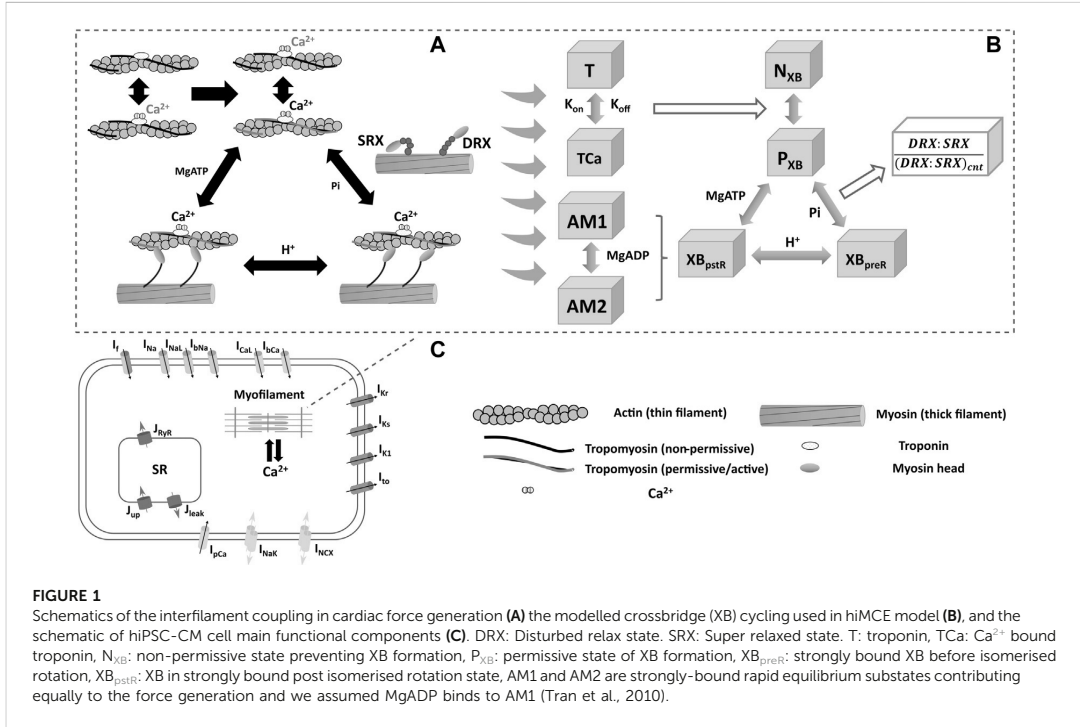 A
B
Ca2+
Ca2+
Ca2+
SRX
DRX
MgATP
Pi
Ca2+
Ca2+
H+
T
Kon
Koff
TCa
AM1
MgADP
AM2
NXB
PXB
MgATP
Pi
XBpstR
H+
XBpreR
DRX: SRX
(DRX: SRX)cnt
C
If
INa
INaL
IbNa
ICaL
IbCa
Myofilament
Ca2+
JRyR
SR
Jup
Jleak
IKr
IKs
IK1
Ito
IpCa
INaK
INCX
Actin (thin filament)
Myosin (thick filament)
Tropomyosin (non-permissive)
Troponin
Tropomyosin (permissive/active)
Myosin head
Ca2+
FIGURE 1
Schematics of the interfilament coupling in cardiac force generation (A) the modelled crossbridge (XB) cycling used in hiMCE model (B), and the
schematic of hiPSC-CM cell main functional components (C). DRX: Disturbed relax state. SRX: Super relaxed state. T: troponin, TCa: Ca2+ bound
troponin, NXB: non-permissive state preventing XB formation, PXB: permissive state of XB formation, XBpreR: strongly bound XB before isomerised
rotation, XBpstR: XB in strongly bound post isomerised rotation state, AM1 and AM2 are strongly-bound rapid equilibrium substates contributing
equally to the force generation and we assumed MgADP binds to AM1 (Tran et al., 2010).